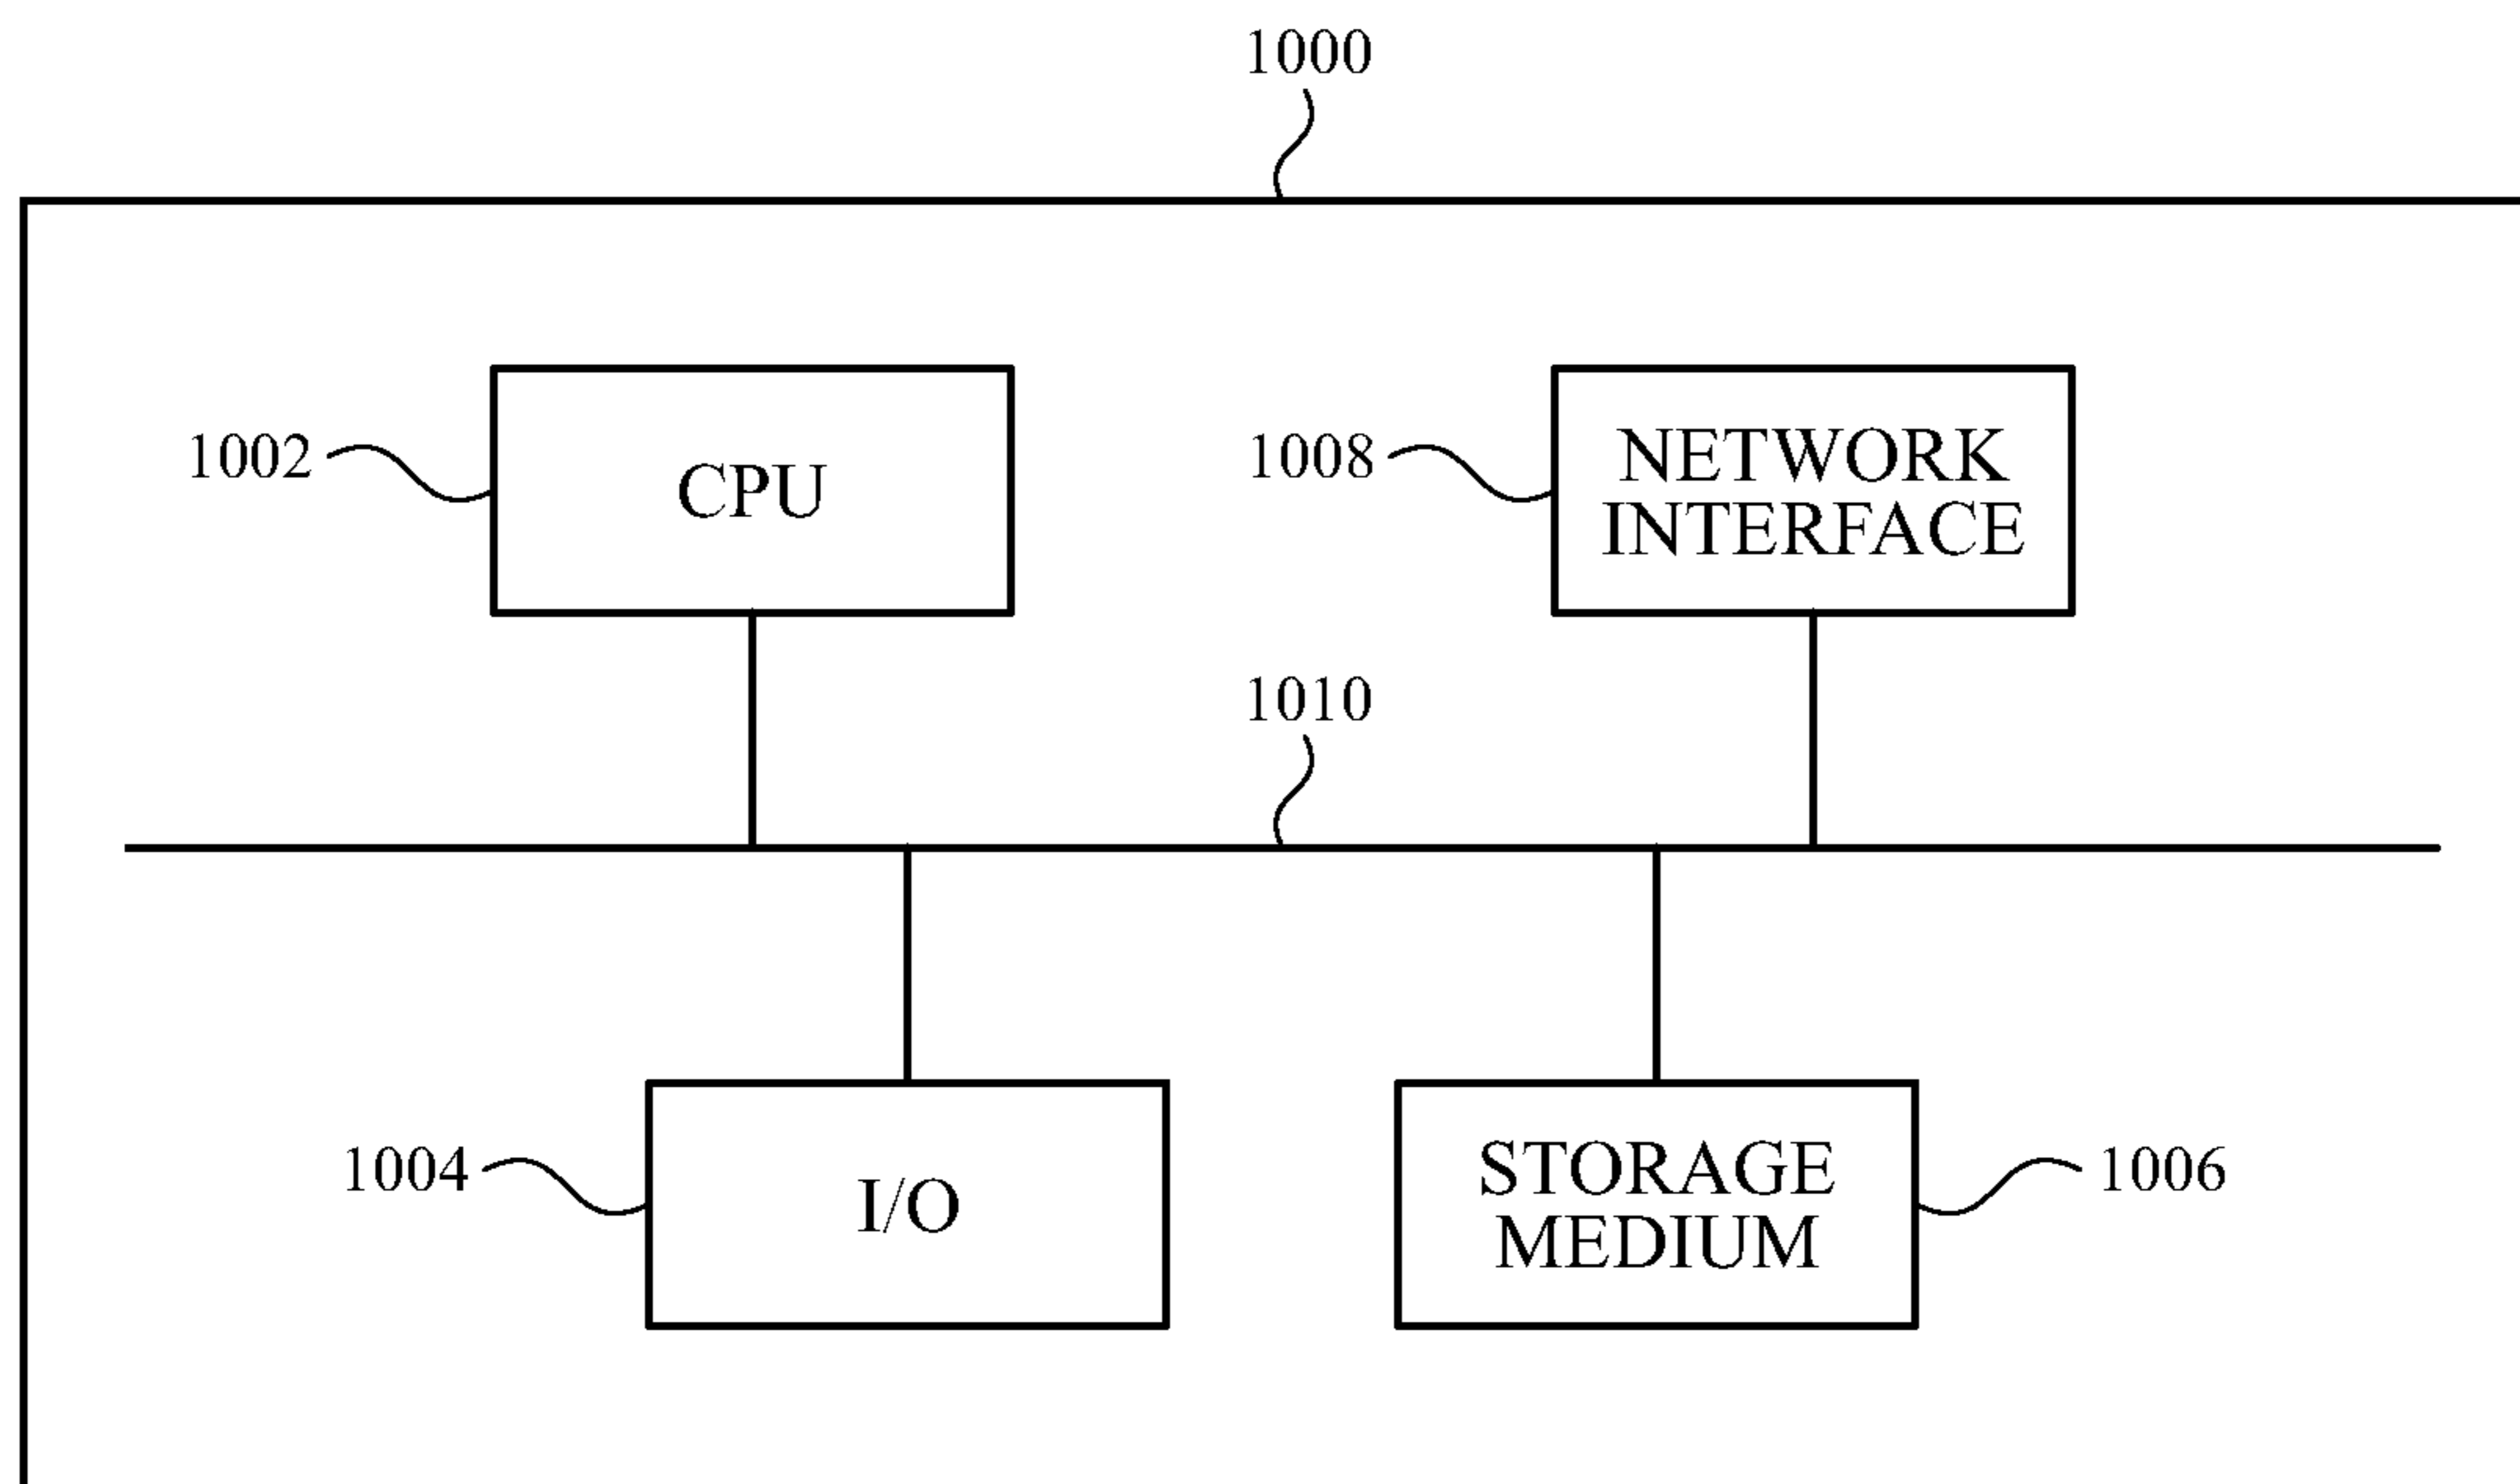 1000
1002
CPU
1008
NETWORK
INTERFACE
1010
1004
I/O
STORAGE
MEDIUM
1006